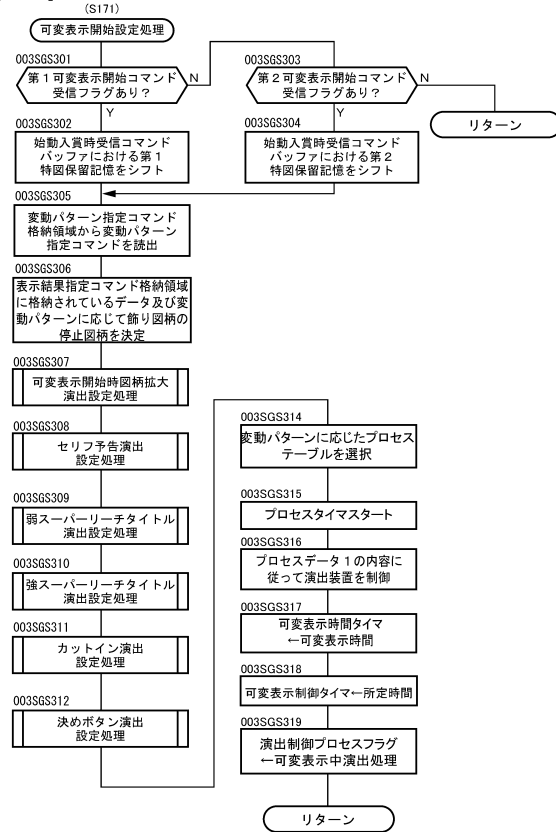 (S171)
可変表示開始設定処理
003SGS301
第1可変表示開始コマンド
受信フラグあり？
N
Y
003SGS303
第2可変表示開始コマンド
受信フラグあり？
N
Y
リターン
003SGS302
始動入賞時受信コマンド
バッファにおける第1
特図保留記憶をシフト
003SGS304
始動入賞時受信コマンド
バッファにおける第2
特図保留記憶をシフト
003SGS305
変動パターン指定コマンド
格納領域から変動パターン
指定コマンドを読出
003SGS306
表示結果指定コマンド格納領域
に格納されているデータ及び変
動パターンに応じて飾り図柄の
停止図柄を決定
003SGS307
可変表示開始時図柄拡大
演出設定処理
003SGS308
セリフ予告演出
設定処理
003SGS309
弱スーパーリーチタイトル
演出設定処理
003SGS310
強スーパーリーチタイトル
演出設定処理
003SGS311
カットイン演出
設定処理
003SGS312
決めボタン演出
設定処理
003SGS314
変動パターンに応じたプロセス
テーブルを選択
003SGS315
プロセスタイマスタート
003SGS316
プロセスデータ1の内容に
従って演出装置を制御
003SGS317
可変表示時間タイマ
←可変表示時間
003SGS318
可変表示制御タイマ←所定時間
003SGS319
演出制御プロセスフラグ
←可変表示中演出処理
リターン